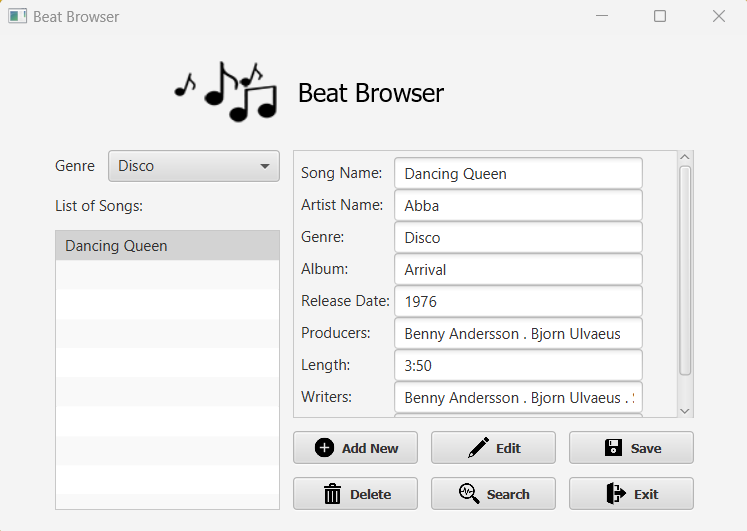 Beat Browser
Beat Browser
Genre Disco
List of Songs:
Dancing Queen
Song Name: Dancing Queen
Artist Name: Abba
Genre: Disco
Album: Arrival
Release Date: 1976
Producers: Benny Andersson . Bjorn Ulvaeus
Length: 3:50
Writers: Benny Andersson . Bjorn Ulvaeus .
Add New Edit Save
Delete Search Exit